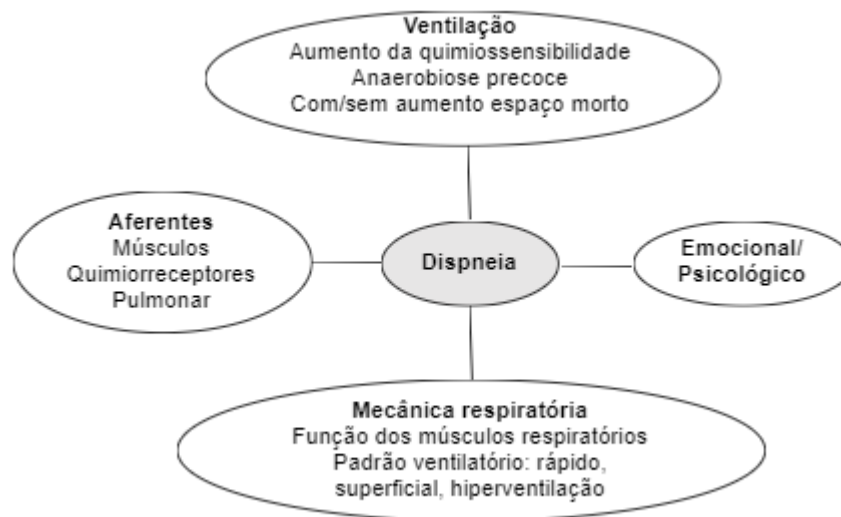 Ventilação
Aumento da quimiossensibilidade
Anaerobiose precoce
Com/sem aumento espaço morto
Aferentes
Músculos
Quimiorreceptores
Pulmonar
Dispneia
Emocional/
Psicológico
Mecânica respiratória
Função dos músculos respiratórios
Padrão ventilatório: rápido,
superficial, hiperventilação